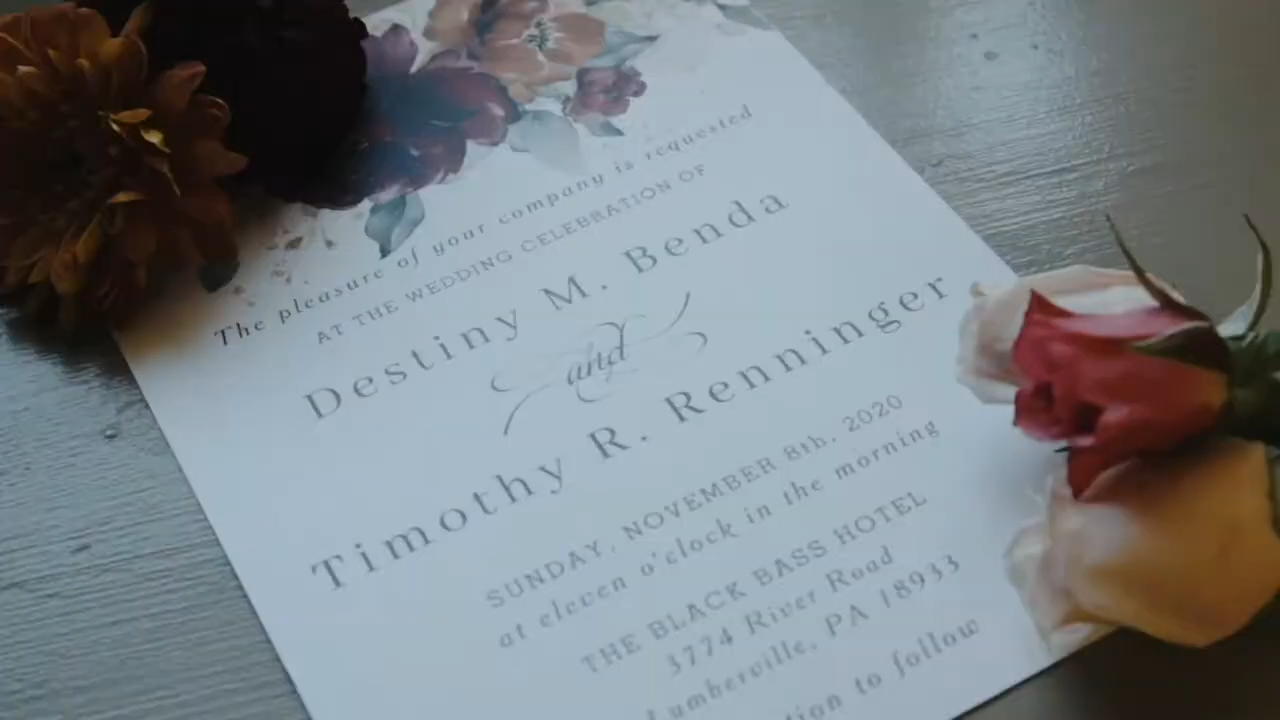 The pleasure of your company is requested
AT THE WEDDING CELEBRATION OF
Destiny M. Benda
and
Timothy R. Renninger
SUNDAY, NOVEMBER 8th, 2020
at eleven o'clock in the morning
THE BLACK BASS HOTEL
3774 River Road
umberville, PA 18933
tion to follow